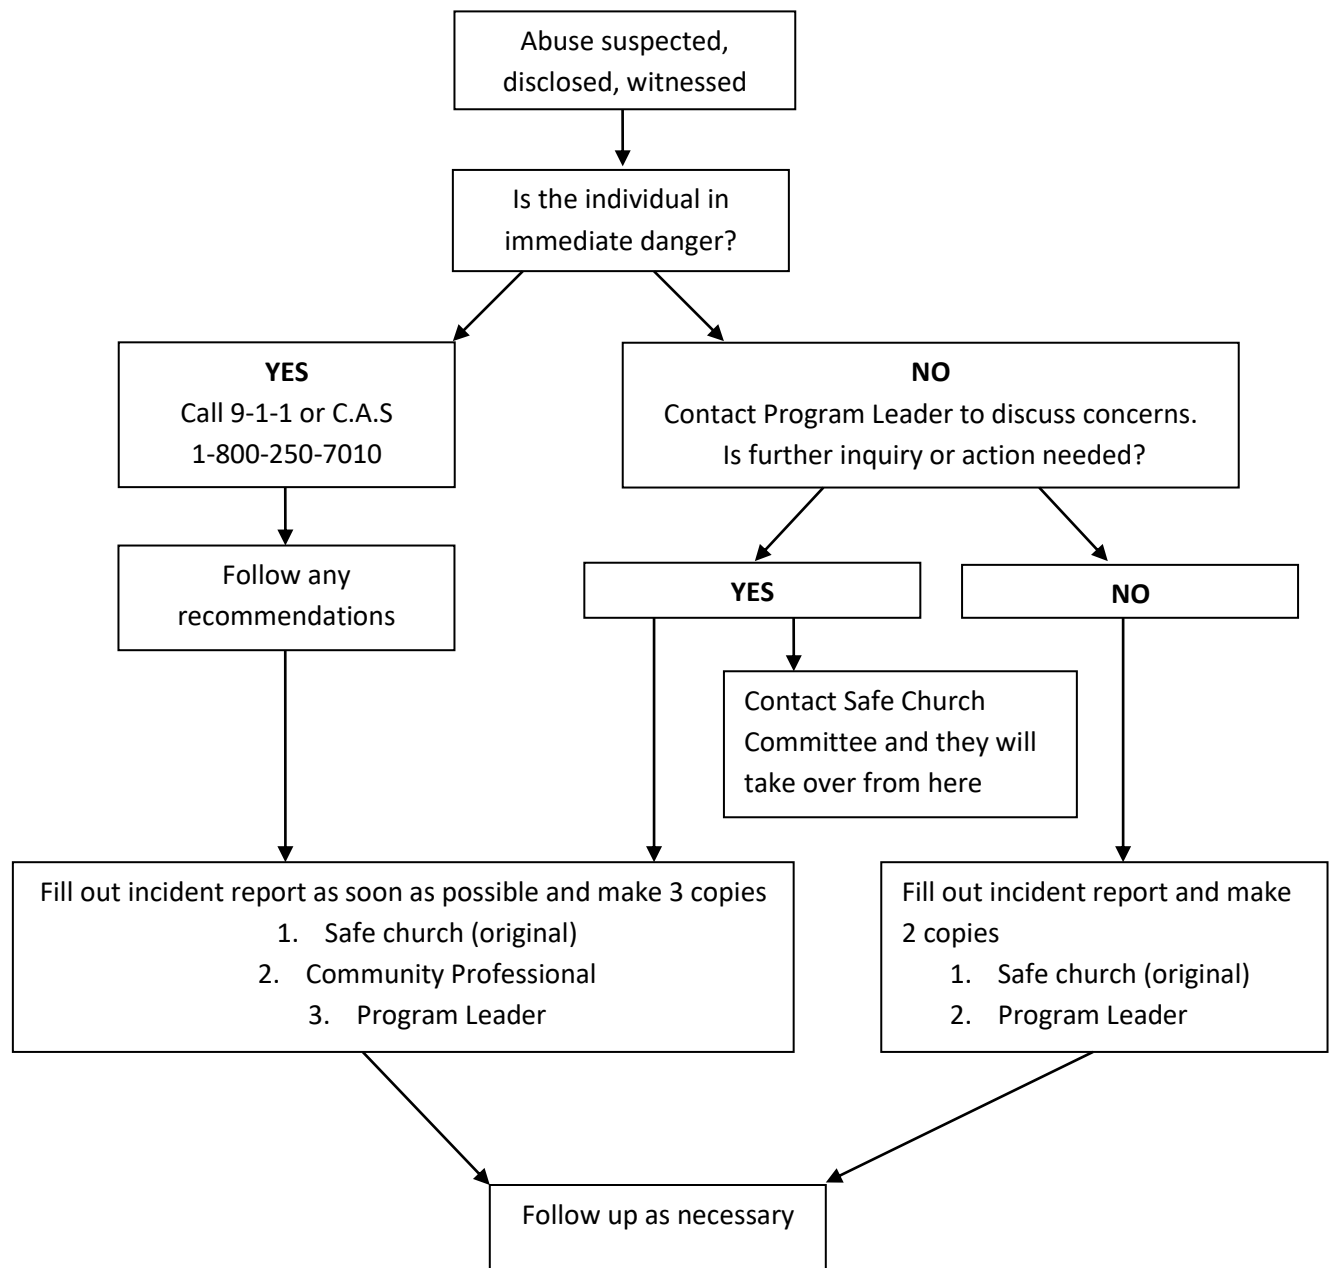 Abuse suspected,
disclosed, witnessed
Is the individual in
immediate danger?
YES
Call 9-1-1 or C.A.S
1-800-250-7010
NO
Contact Program Leader to discuss concerns.
Is further inquiry or action needed?
Follow any
recommendations
YES
NO
Contact Safe Church
Committee and they will
take over from here
Fill out incident report as soon as possible and make 3 copies
1. Safe church (original)
2. Community Professional
3. Program Leader
Fill out incident report and make
2 copies
1. Safe church (original)
2. Program Leader
Follow up as necessary